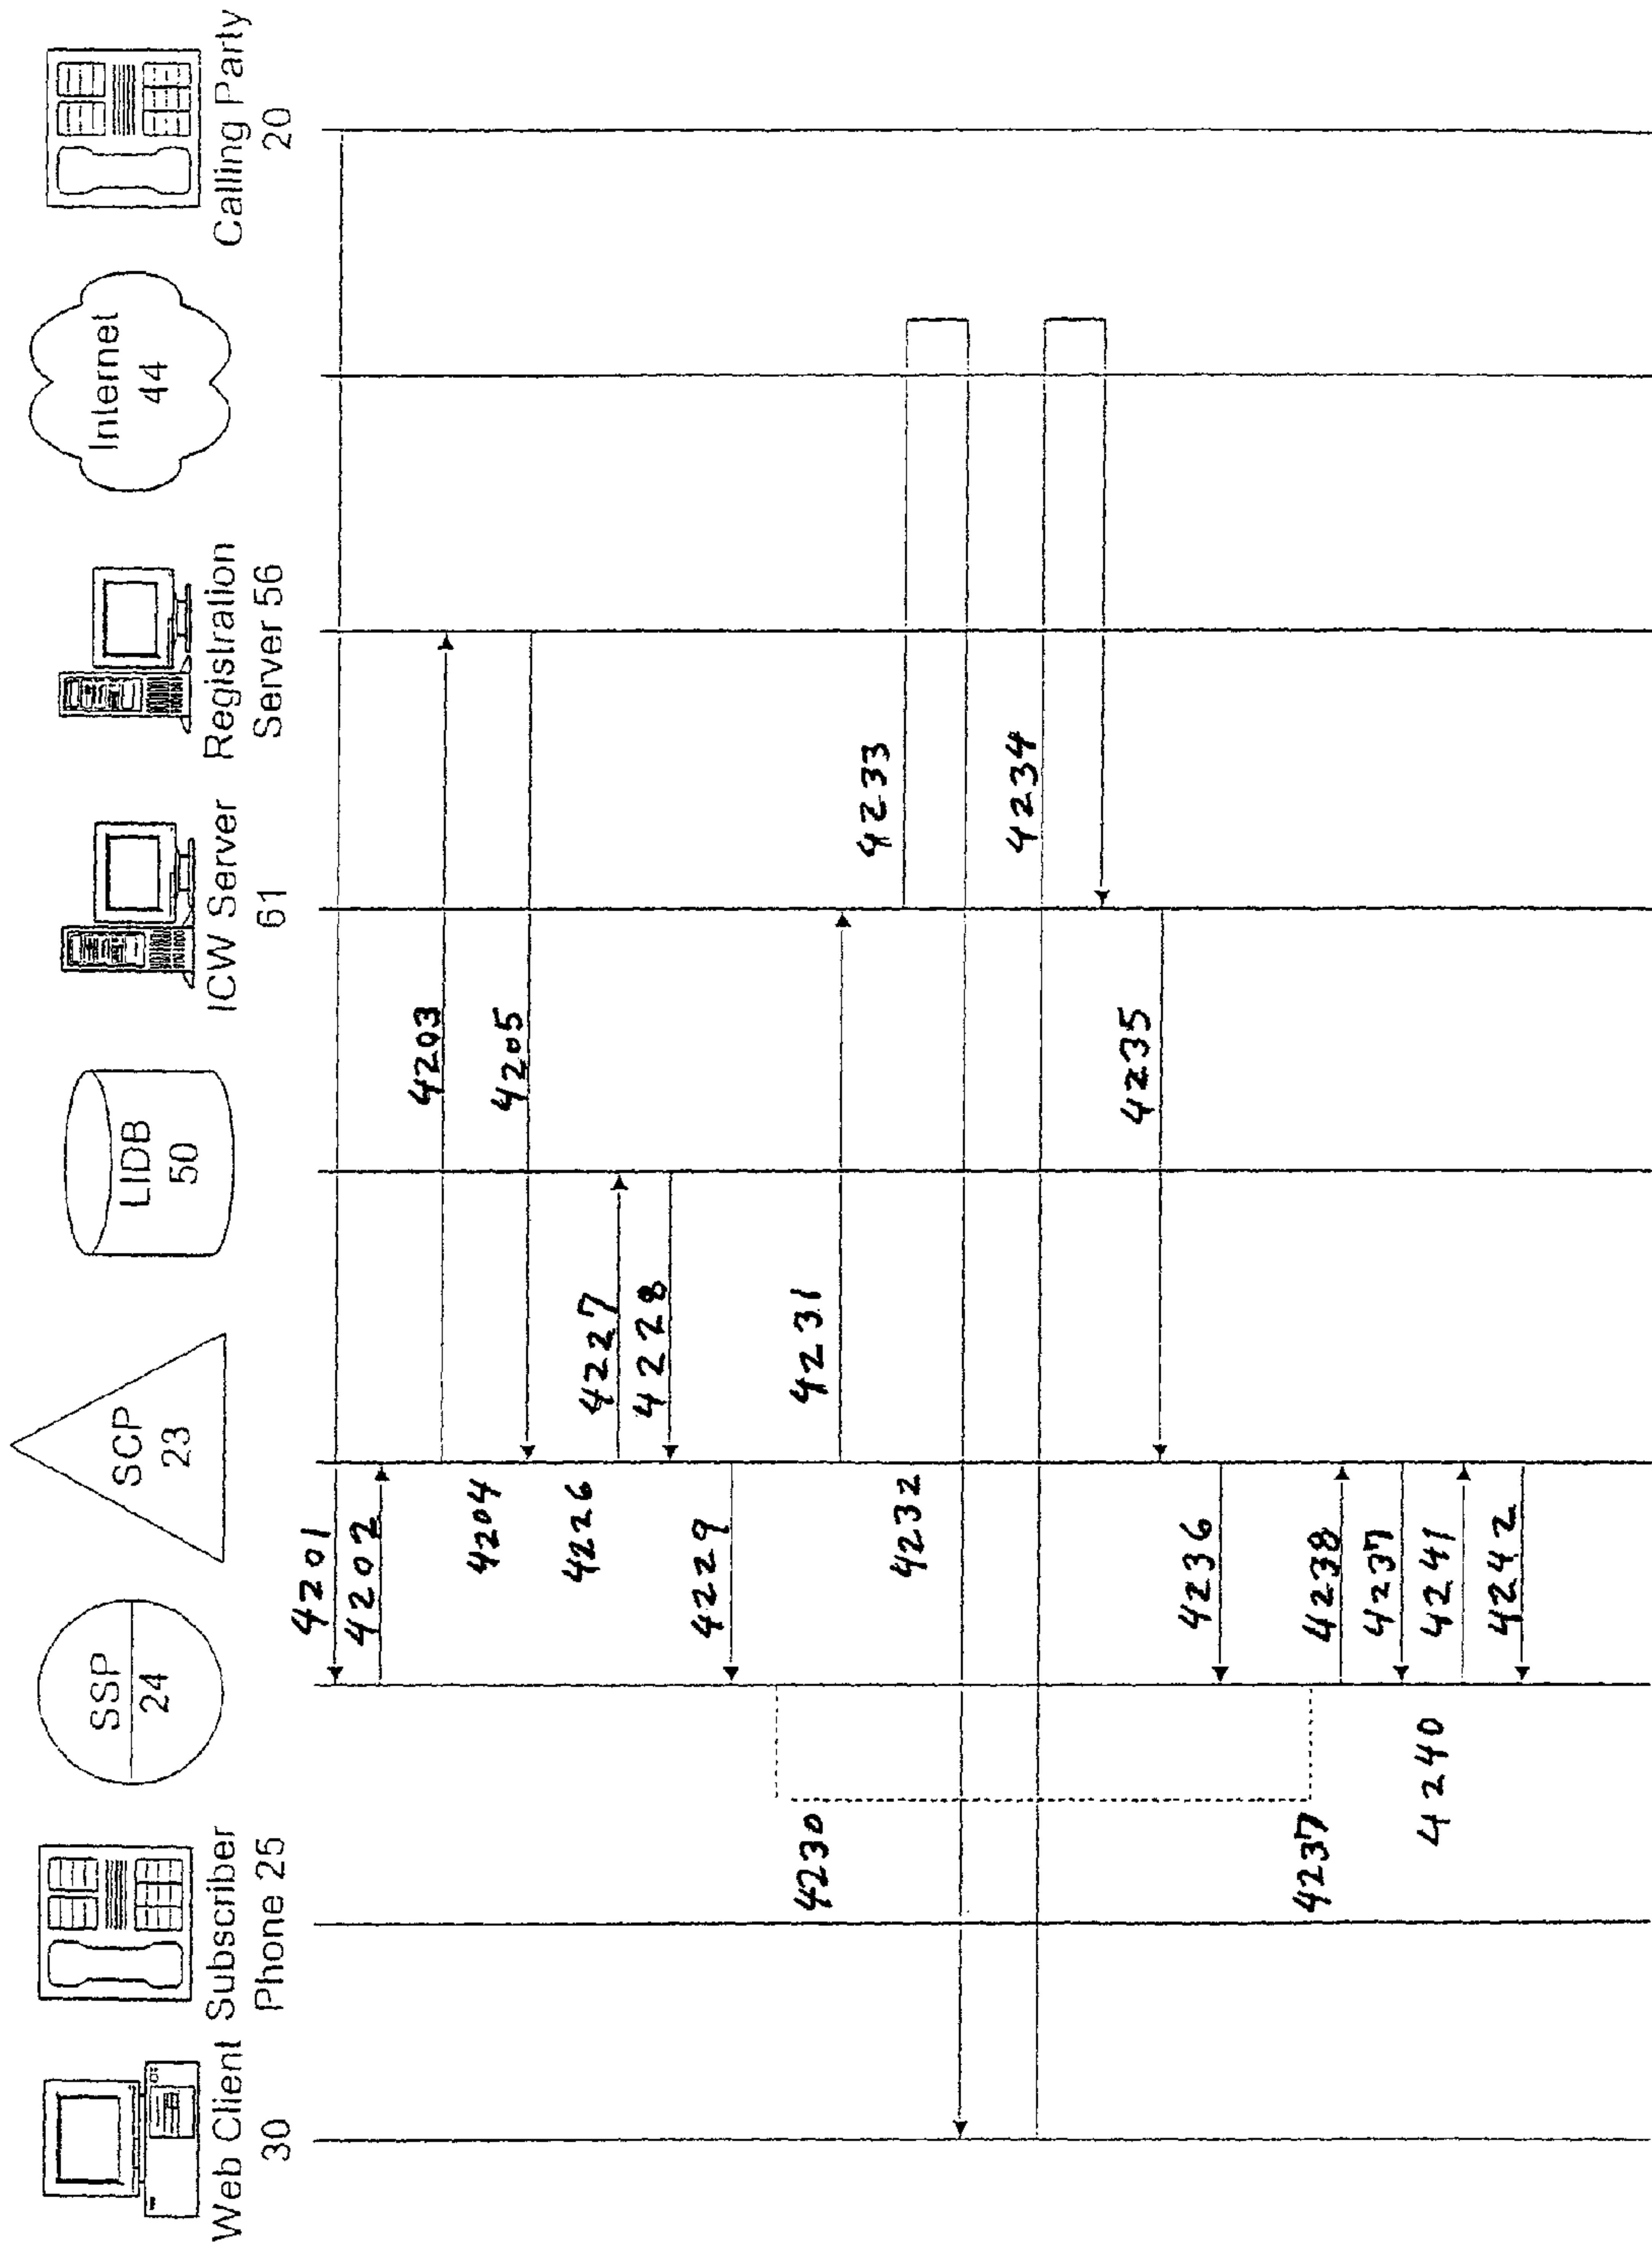 Web Client
30
Subscriber
Phone 25
SSP
24
SCP
23
LIDB
50
ICW Server
61
Registration
Server 56
Internet
44
Calling Party
20
4201
4202
4203
4204
4205
4226
4227
4228
4229
4230
4231
4232
4233
4234
4235
4236
4237
4238
4237
4240
4241
4242